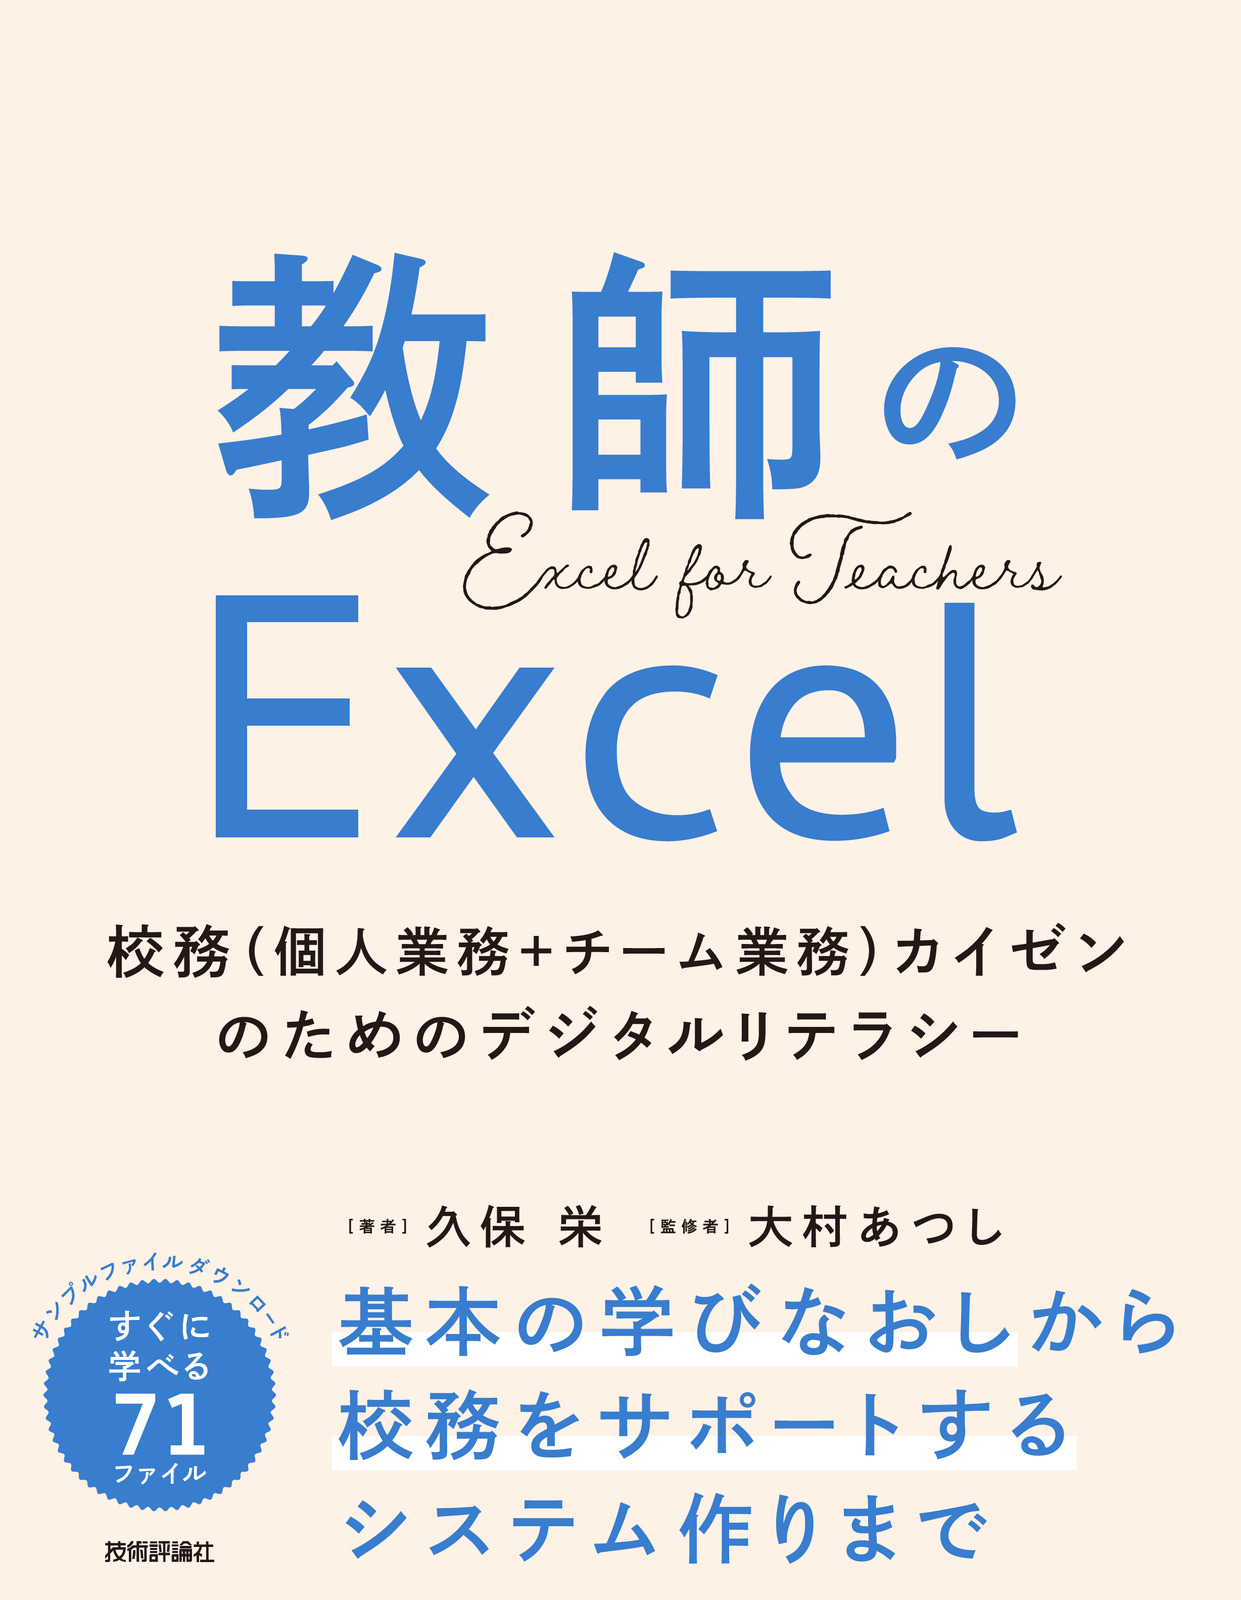 教師の
Excel for Teachers
Excel
校務(個人業務+チーム業務)カイゼン
のためのデジタルリテラシー
[著者] 久保 栄 [監修者] 大村あつし
基本の学びなおしから
校務をサポートする
システム作りまで
サンプルファイルダウンロード
すぐに
学べる
71
ファイル
技術評論社